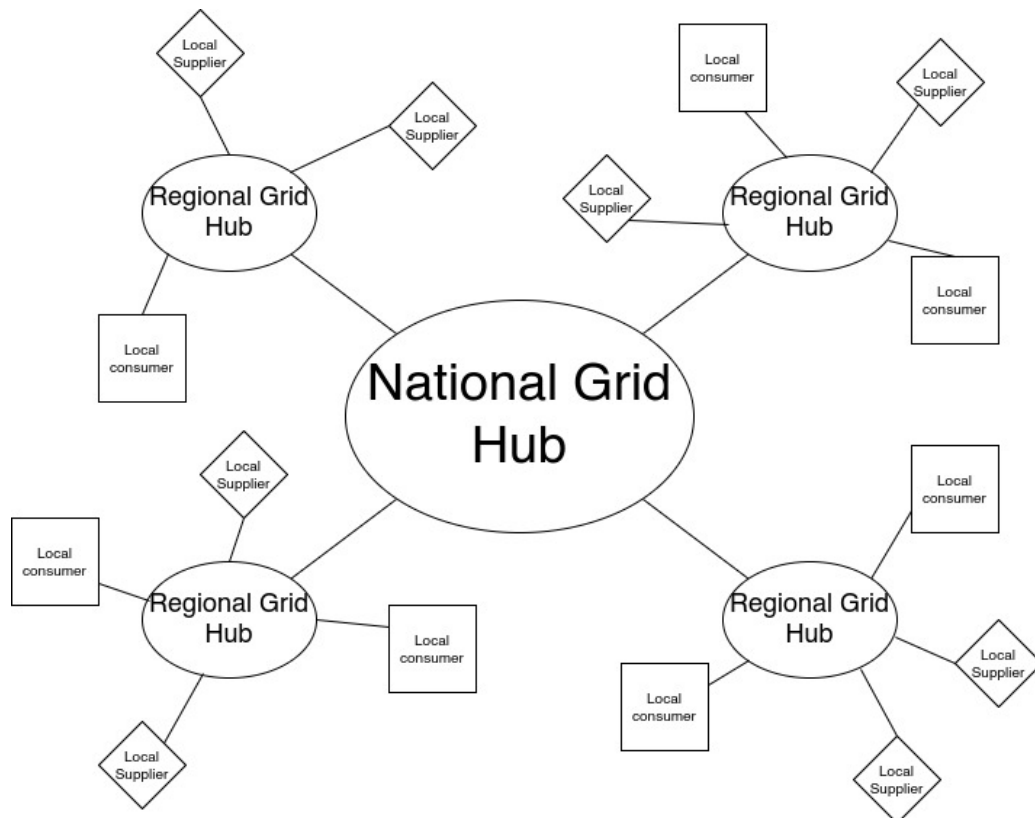 Local
Supplier
Local
Supplier
Regional Grid
Hub
Local
consumer
Local
consumer
Local
Supplier
Local
Supplier
Regional Grid
Hub
Local
consumer
National Grid
Hub
Local
Supplier
Local
consumer
Regional Grid
Hub
Local
consumer
Local
Supplier
Local
consumer
Regional Grid
Hub
Local
Supplier
Local
consumer
Local
Supplier